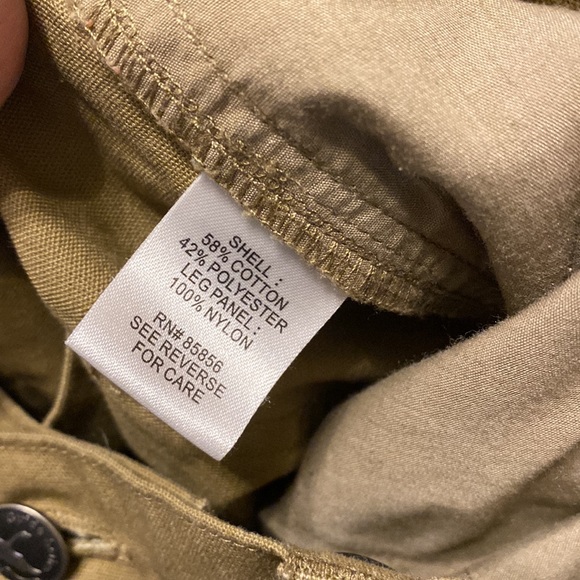 SHELL :
58% COTTON
42% POLYESTER
LEG PANEL :
100% NYLON
RN# 85856
SEE REVERSE
FOR CARE